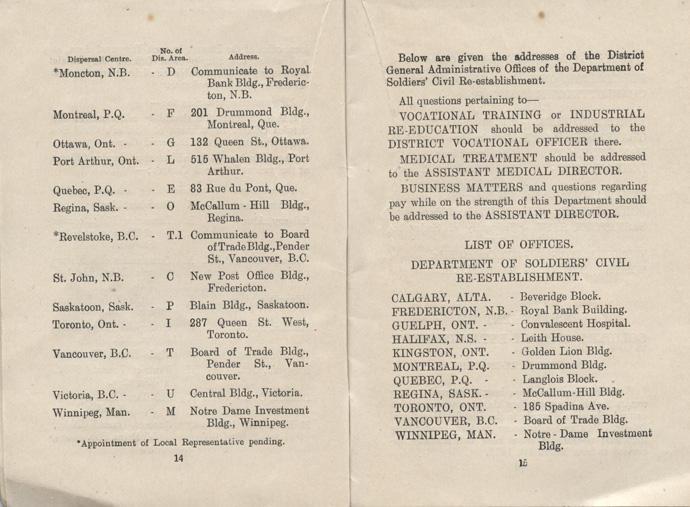 Dispersal Centre. No. of Dis. Area. Address.
*Moncton, N.B. - D Communicate to Royal
Bank Bldg., Frederic-
ton, N.B.
Montreal, P.Q. - F 201 Drummond Bldg.,
Montreal, Que.
Ottawa, Ont. - - G 132 Queen St., Ottawa.
Port Arthur, Ont. - L 515 Whalen Bldg., Port
Arthur.
Quebec, P.Q. - - E 83 Rue du Pont, Que.
Regina, Sask. - - O McCallum - Hill Bldg.,
Regina.
*Revelstoke, B.C. - T.1 Communicate to Board
of Trade Bldg., Pender
St., Vancouver, B.C.
St. John, N.B. - C New Post Office Bldg.,
Fredericton.
Saskatoon, Sask. - P Blain Bldg., Saskatoon.
Toronto, Ont. - - I 287 Queen St. West,
Toronto.
Vancouver, B.C. - T Board of Trade Bldg.,
Pender St., Van-
couver.
Victoria, B.C. - - U Central Bldg., Victoria.
Winnipeg, Man. - M Notre Dame Investment
Bldg., Winnipeg.
*Appointment of Local Representative pending.
14
Below are given the addresses of the District
General Administrative Offices of the Department of
Soldiers' Civil Re-establishment.
All questions pertaining to—
VOCATIONAL TRAINING or INDUSTRIAL
RE-EDUCATION should be addressed to the
DISTRICT VOCATIONAL OFFICER there.
MEDICAL TREATMENT should be addressed
to the ASSISTANT MEDICAL DIRECTOR.
BUSINESS MATTERS and questions regarding
pay while on the strength of this Department should
be addressed to the ASSISTANT DIRECTOR.
LIST OF OFFICES.
DEPARTMENT OF SOLDIERS' CIVIL
RE-ESTABLISHMENT.
CALGARY, ALTA. - Beveridge Block.
FREDERICTON, N.B. - Royal Bank Building.
GUELPH, ONT. - - Convalescent Hospital.
HALIFAX, N.S. - - Leith House.
KINGSTON, ONT. - Golden Lion Bldg.
MONTREAL, P.Q. - Drummond Bldg.
QUEBEC, P.Q. - - Langlois Block.
REGINA, SASK. - - McCallum-Hill Bldg.
TORONTO, ONT. - 185 Spadina Ave.
VANCOUVER, B.C. - Board of Trade Bldg.
WINNIPEG, MAN. - Notre - Dame Investment
Bldg.
15